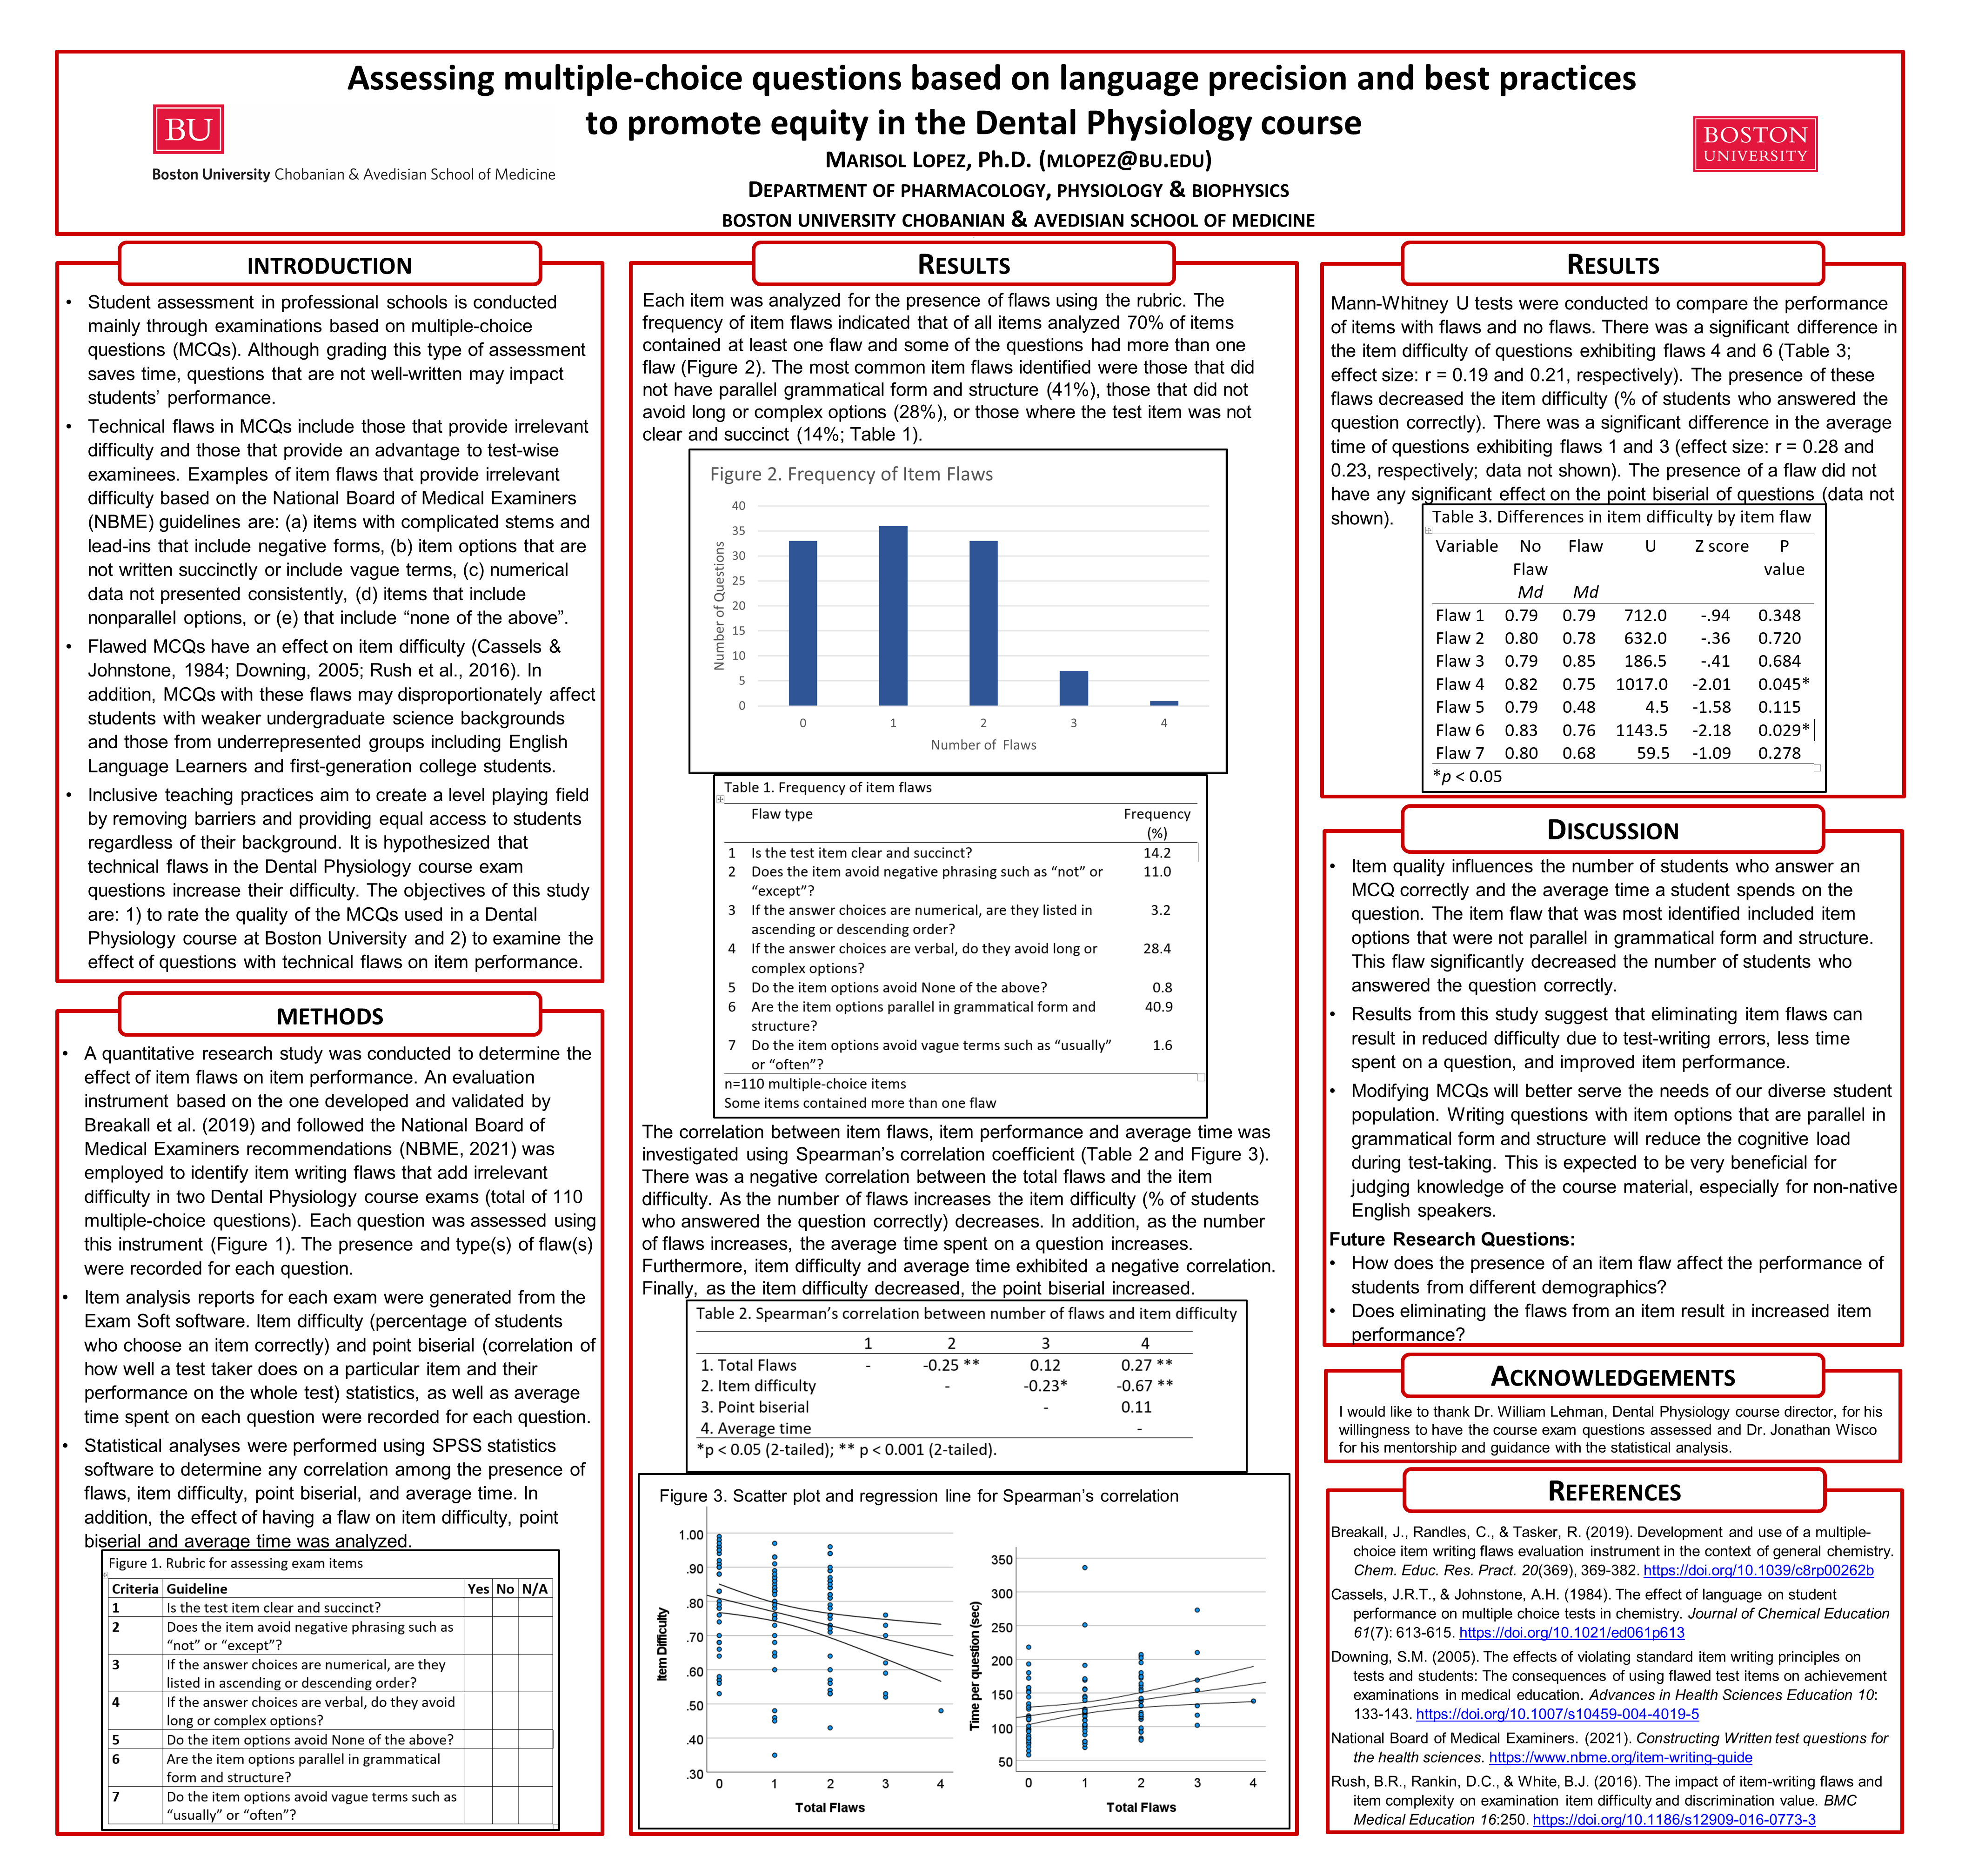 Assessing multiple-choice questions based on language precision and best practices
to promote equity in the Dental Physiology course
BU
Boston University Chobanian & Avedisian School of Medicine
MARISOL LOPEZ, Ph.D. (MLOPEZ@BU.EDU)
DEPARTMENT OF PHARMACOLOGY, PHYSIOLOGY & BIOPHYSICS
BOSTON UNIVERSITY CHOBANIAN & AVEDISIAN SCHOOL OF MEDICINE
BOSTON
UNIVERSITY
INTRODUCTION
• Student assessment in professional schools is conducted
mainly through examinations based on multiple-choice
questions (MCQs). Although grading this type of assessment
saves time, questions that are not well-written may impact
students' performance.
• Technical flaws in MCQs include those that provide irrelevant
difficulty and those that provide an advantage to test-wise
examinees. Examples of item flaws that provide irrelevant
difficulty based on the National Board of Medical Examiners
(NBME) guidelines are: (a) items with complicated stems and
lead-ins that include negative forms, (b) item options that are
not written succinctly or include vague terms, (c) numerical
data not presented consistently, (d) items that include
nonparallel options, or (e) that include “none of the above”.
• Flawed MCQs have an effect on item difficulty (Cassels &
Johnstone, 1984; Downing, 2005; Rush et al., 2016). In
addition, MCQs with these flaws may disproportionately affect
students with weaker undergraduate science backgrounds
and those from underrepresented groups including English
Language Learners and first-generation college students.
• Inclusive teaching practices aim to create a level playing field
by removing barriers and providing equal access to students
regardless of their background. It is hypothesized that
technical flaws in the Dental Physiology course exam
questions increase their difficulty. The objectives of this study
are: 1) to rate the quality of the MCQs used in a Dental
Physiology course at Boston University and 2) to examine the
effect of questions with technical flaws on item performance.
METHODS
• A quantitative research study was conducted to determine the
effect of item flaws on item performance. An evaluation
instrument based on the one developed and validated by
Breakall et al. (2019) and followed the National Board of
Medical Examiners recommendations (NBME, 2021) was
employed to identify item writing flaws that add irrelevant
difficulty in two Dental Physiology course exams (total of 110
multiple-choice questions). Each question was assessed using
this instrument (Figure 1). The presence and type(s) of flaw(s)
were recorded for each question.
• Item analysis reports for each exam were generated from the
Exam Soft software. Item difficulty (percentage of students
who choose an item correctly) and point biserial (correlation of
how well a test taker does on a particular item and their
performance on the whole test) statistics, as well as average
time spent on each question were recorded for each question.
• Statistical analyses were performed using SPSS statistics
software to determine any correlation among the presence of
flaws, item difficulty, point biserial, and average time. In
addition, the effect of having a flaw on item difficulty, point
biserial and average time was analyzed.
Figure 1. Rubric for assessing exam items
Criteria Guideline Yes No N/A
1 Is the test item clear and succinct?
2 Does the item avoid negative phrasing such as
“not” or “except”?
3 If the answer choices are numerical, are they
listed in ascending or descending order?
4 If the answer choices are verbal, do they avoid
long or complex options?
5 Do the item options avoid None of the above?
6 Are the item options parallel in grammatical
form and structure?
7 Do the item options avoid vague terms such as
“usually” or “often”?
RESULTS
Each item was analyzed for the presence of flaws using the rubric. The
frequency of item flaws indicated that of all items analyzed 70% of items
contained at least one flaw and some of the questions had more than one
flaw (Figure 2). The most common item flaws identified were those that did
not have parallel grammatical form and structure (41%), those that did not
avoid long or complex options (28%), or those where the test item was not
clear and succinct (14%; Table 1).
Figure 2. Frequency of Item Flaws
Number of Questions
40
35
30
25
20
15
10
5
0
0 1 2 3 4
Number of Flaws
Table 1. Frequency of item flaws
Flaw type Frequency
(%)
1 Is the test item clear and succinct? 14.2
2 Does the item avoid negative phrasing such as “not” or 11.0
“except”?
3 If the answer choices are numerical, are they listed in 3.2
ascending or descending order?
4 If the answer choices are verbal, do they avoid long or 28.4
complex options?
5 Do the item options avoid None of the above? 0.8
6 Are the item options parallel in grammatical form and 40.9
structure?
7 Do the item options avoid vague terms such as “usually” 1.6
or “often”?
n=110 multiple-choice items
Some items contained more than one flaw
The correlation between item flaws, item performance and average time was
investigated using Spearman's correlation coefficient (Table 2 and Figure 3).
There was a negative correlation between the total flaws and the item
difficulty. As the number of flaws increases the item difficulty (% of students
who answered the question correctly) decreases. In addition, as the number
of flaws increases, the average time spent on a question increases.
Furthermore, item difficulty and average time exhibited a negative correlation.
Finally, as the item difficulty decreased, the point biserial increased.
Table 2. Spearman's correlation between number of flaws and item difficulty
1 2 3 4
1. Total Flaws - -0.25 ** 0.12 0.27 **
2. Item difficulty - -0.23* -0.67 **
3. Point biserial - 0.11
4. Average time -
*p < 0.05 (2-tailed); ** p < 0.001 (2-tailed).
Figure 3. Scatter plot and regression line for Spearman's correlation
Item Difficulty
1.00
.90
.80
.70
.60
.50
.40
.30
0 1 2 3 4
Total Flaws
Time per question (sec)
350
300
250
200
150
100
50
0 1 2 3 4
Total Flaws
RESULTS
Mann-Whitney U tests were conducted to compare the performance
of items with flaws and no flaws. There was a significant difference in
the item difficulty of questions exhibiting flaws 4 and 6 (Table 3;
effect size: r = 0.19 and 0.21, respectively). The presence of these
flaws decreased the item difficulty (% of students who answered the
question correctly). There was a significant difference in the average
time of questions exhibiting flaws 1 and 3 (effect size: r = 0.28 and
0.23, respectively; data not shown). The presence of a flaw did not
have any significant effect on the point biserial of questions (data not
shown).
Table 3. Differences in item difficulty by item flaw
Variable No Flaw U Z score P
Flaw value
Md Md
Flaw 1 0.79 0.79 712.0 -.94 0.348
Flaw 2 0.80 0.78 632.0 -.36 0.720
Flaw 3 0.79 0.85 186.5 -.41 0.684
Flaw 4 0.82 0.75 1017.0 -2.01 0.045*
Flaw 5 0.79 0.48 4.5 -1.58 0.115
Flaw 6 0.83 0.76 1143.5 -2.18 0.029*
Flaw 7 0.80 0.68 59.5 -1.09 0.278
*p < 0.05
DISCUSSION
• Item quality influences the number of students who answer an
MCQ correctly and the average time a student spends on the
question. The item flaw that was most identified included item
options that were not parallel in grammatical form and structure.
This flaw significantly decreased the number of students who
answered the question correctly.
• Results from this study suggest that eliminating item flaws can
result in reduced difficulty due to test-writing errors, less time
spent on a question, and improved item performance.
• Modifying MCQs will better serve the needs of our diverse student
population. Writing questions with item options that are parallel in
grammatical form and structure will reduce the cognitive load
during test-taking. This is expected to be very beneficial for
judging knowledge of the course material, especially for non-native
English speakers.
Future Research Questions:
• How does the presence of an item flaw affect the performance of
students from different demographics?
• Does eliminating the flaws from an item result in increased item
performance?
ACKNOWLEDGEMENTS
I would like to thank Dr. William Lehman, Dental Physiology course director, for his
willingness to have the course exam questions assessed and Dr. Jonathan Wisco
for his mentorship and guidance with the statistical analysis.
REFERENCES
Breakall, J., Randles, C., & Tasker, R. (2019). Development and use of a multiple-
choice item writing flaws evaluation instrument in the context of general chemistry.
Chem. Educ. Res. Pract. 20(369), 369-382. https://doi.org/10.1039/c8rp00262b
Cassels, J.R.T., & Johnstone, A.H. (1984). The effect of language on student
performance on multiple choice tests in chemistry. Journal of Chemical Education
61(7): 613-615. https://doi.org/10.1021/ed061p613
Downing, S.M. (2005). The effects of violating standard item writing principles on
tests and students: The consequences of using flawed test items on achievement
examinations in medical education. Advances in Health Sciences Education 10:
133-143. https://doi.org/10.1007/s10459-004-4019-5
National Board of Medical Examiners. (2021). Constructing Written test questions for
the health sciences. https://www.nbme.org/item-writing-guide
Rush, B.R., Rankin, D.C., & White, B.J. (2016). The impact of item-writing flaws and
item complexity on examination item difficulty and discrimination value. BMC
Medical Education 16:250. https://doi.org/10.1186/s12909-016-0773-3